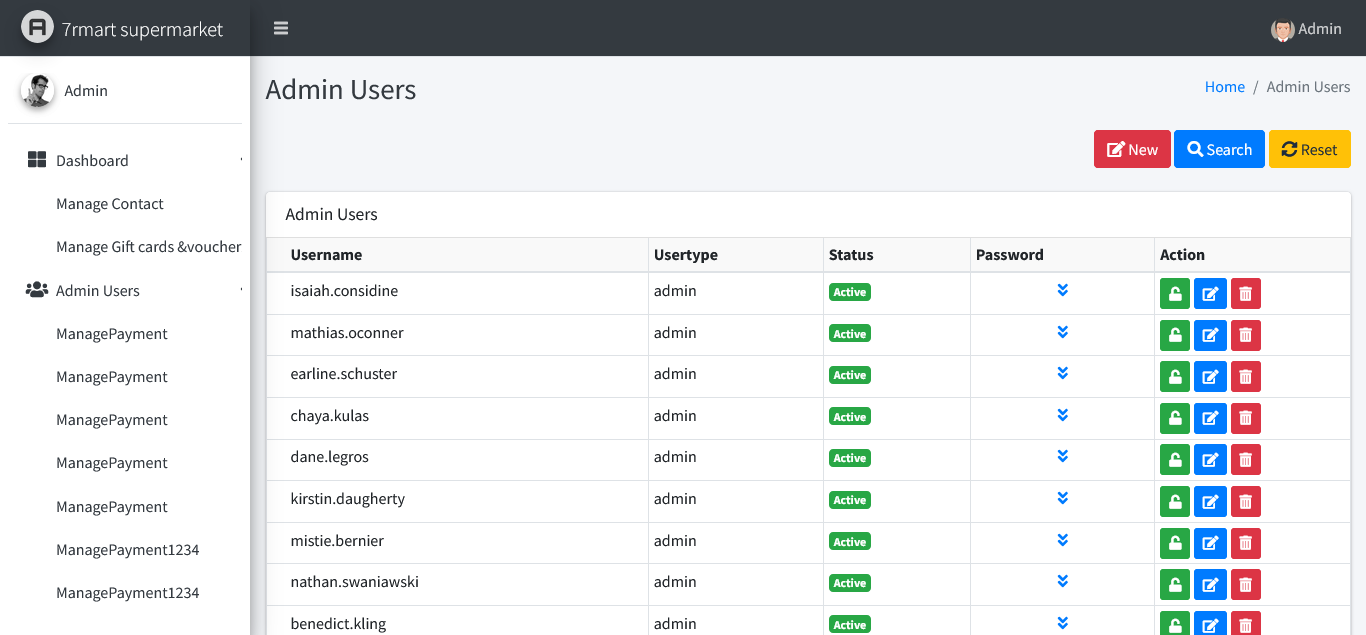 7rmart supermarket
Admin
Admin
Dashboard
Manage Contact
Manage Gift cards &voucher
Admin Users
ManagePayment
ManagePayment
ManagePayment
ManagePayment
ManagePayment
ManagePayment1234
ManagePayment1234
Admin Users
Home / Admin Users
New Search Reset
Admin Users
Username Usertype Status Password Action
isaiah.considine admin Active
mathias.oconner admin Active
earline.schuster admin Active
chaya.kulas admin Active
dane.legros admin Active
kirstin.daugherty admin Active
mistie.bernier admin Active
nathan.swaniawski admin Active
benedict.kling admin Active